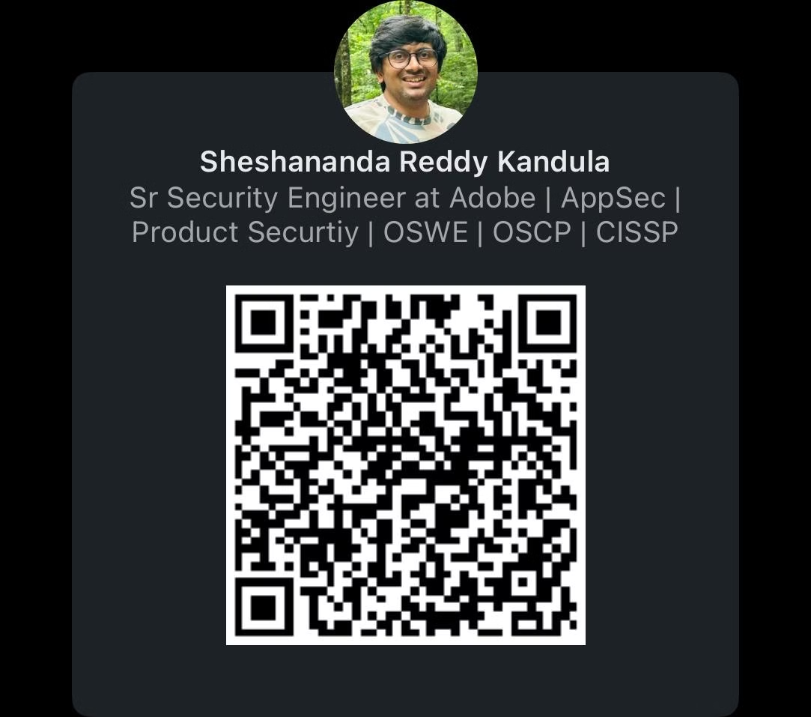 Sheshananda Reddy Kandula
Sr Security Engineer at Adobe | AppSec |
Product Securtiy | OSWE | OSCP | CISSP